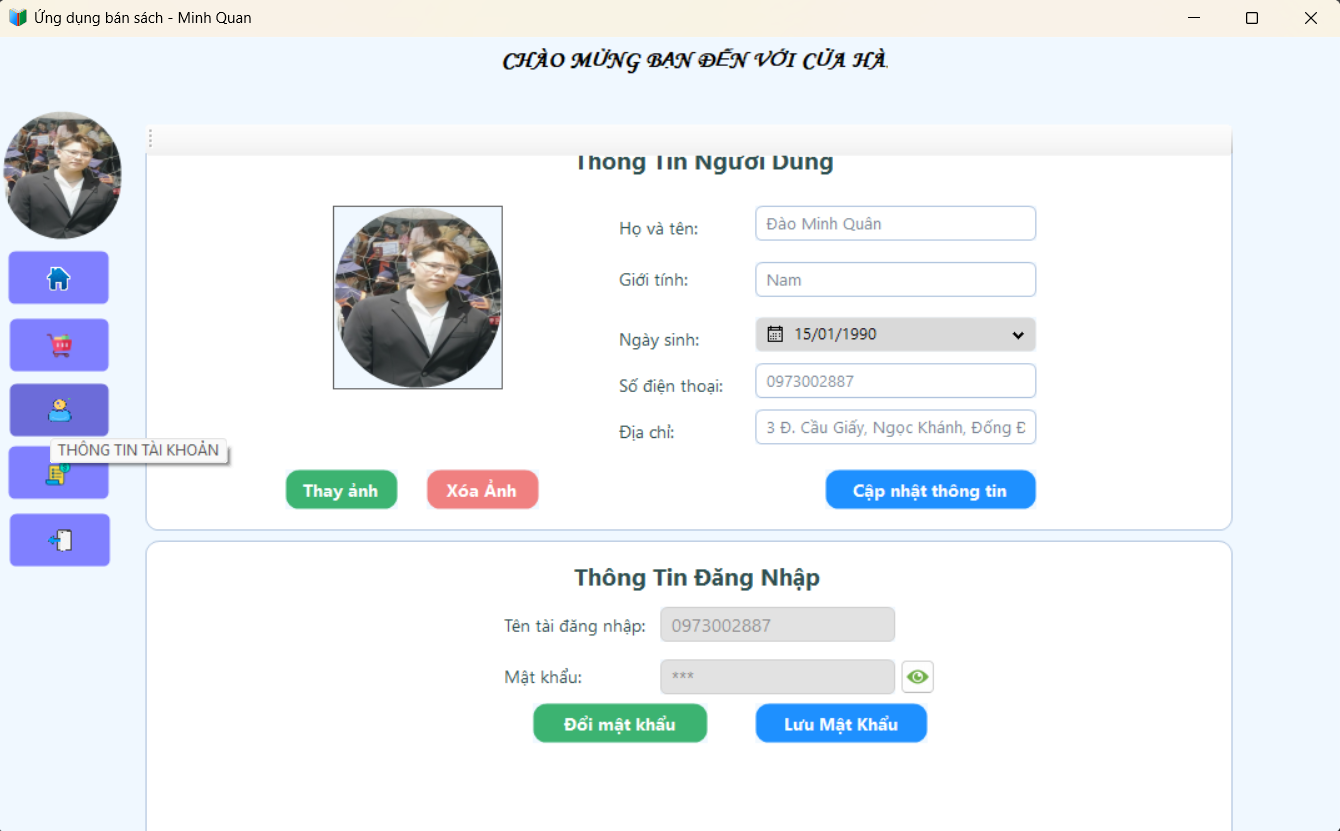 Ứng dụng bán sách - Minh Quan
CHÀO MỪNG BẠN ĐẾN VỚI CỬA HÀ
Thông Tin Người Dùng
Họ và tên:
Đào Minh Quân
Giới tính:
Nam
Ngày sinh:
15/01/1990
Số điện thoại:
0973002887
Địa chỉ:
3 Đ. Cầu Giấy, Ngọc Khánh, Đống Đ
THÔNG TIN TÀI KHOẢN
Thay ảnh
Xóa Ảnh
Cập nhật thông tin
Thông Tin Đăng Nhập
Tên tài đăng nhập:
0973002887
Mật khẩu:
***
Đổi mật khẩu
Lưu Mật Khẩu